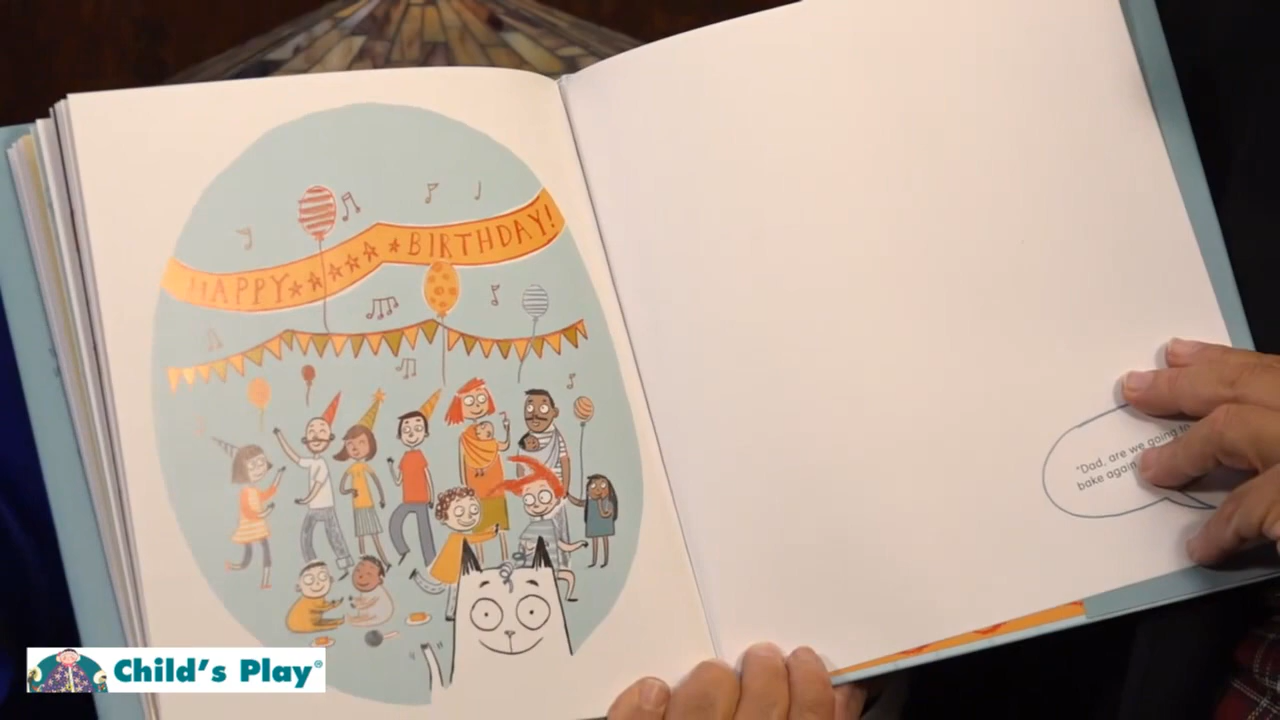 HAPPY BIRTHDAY!
"Dad, are we going to
bake again
Child's Play®